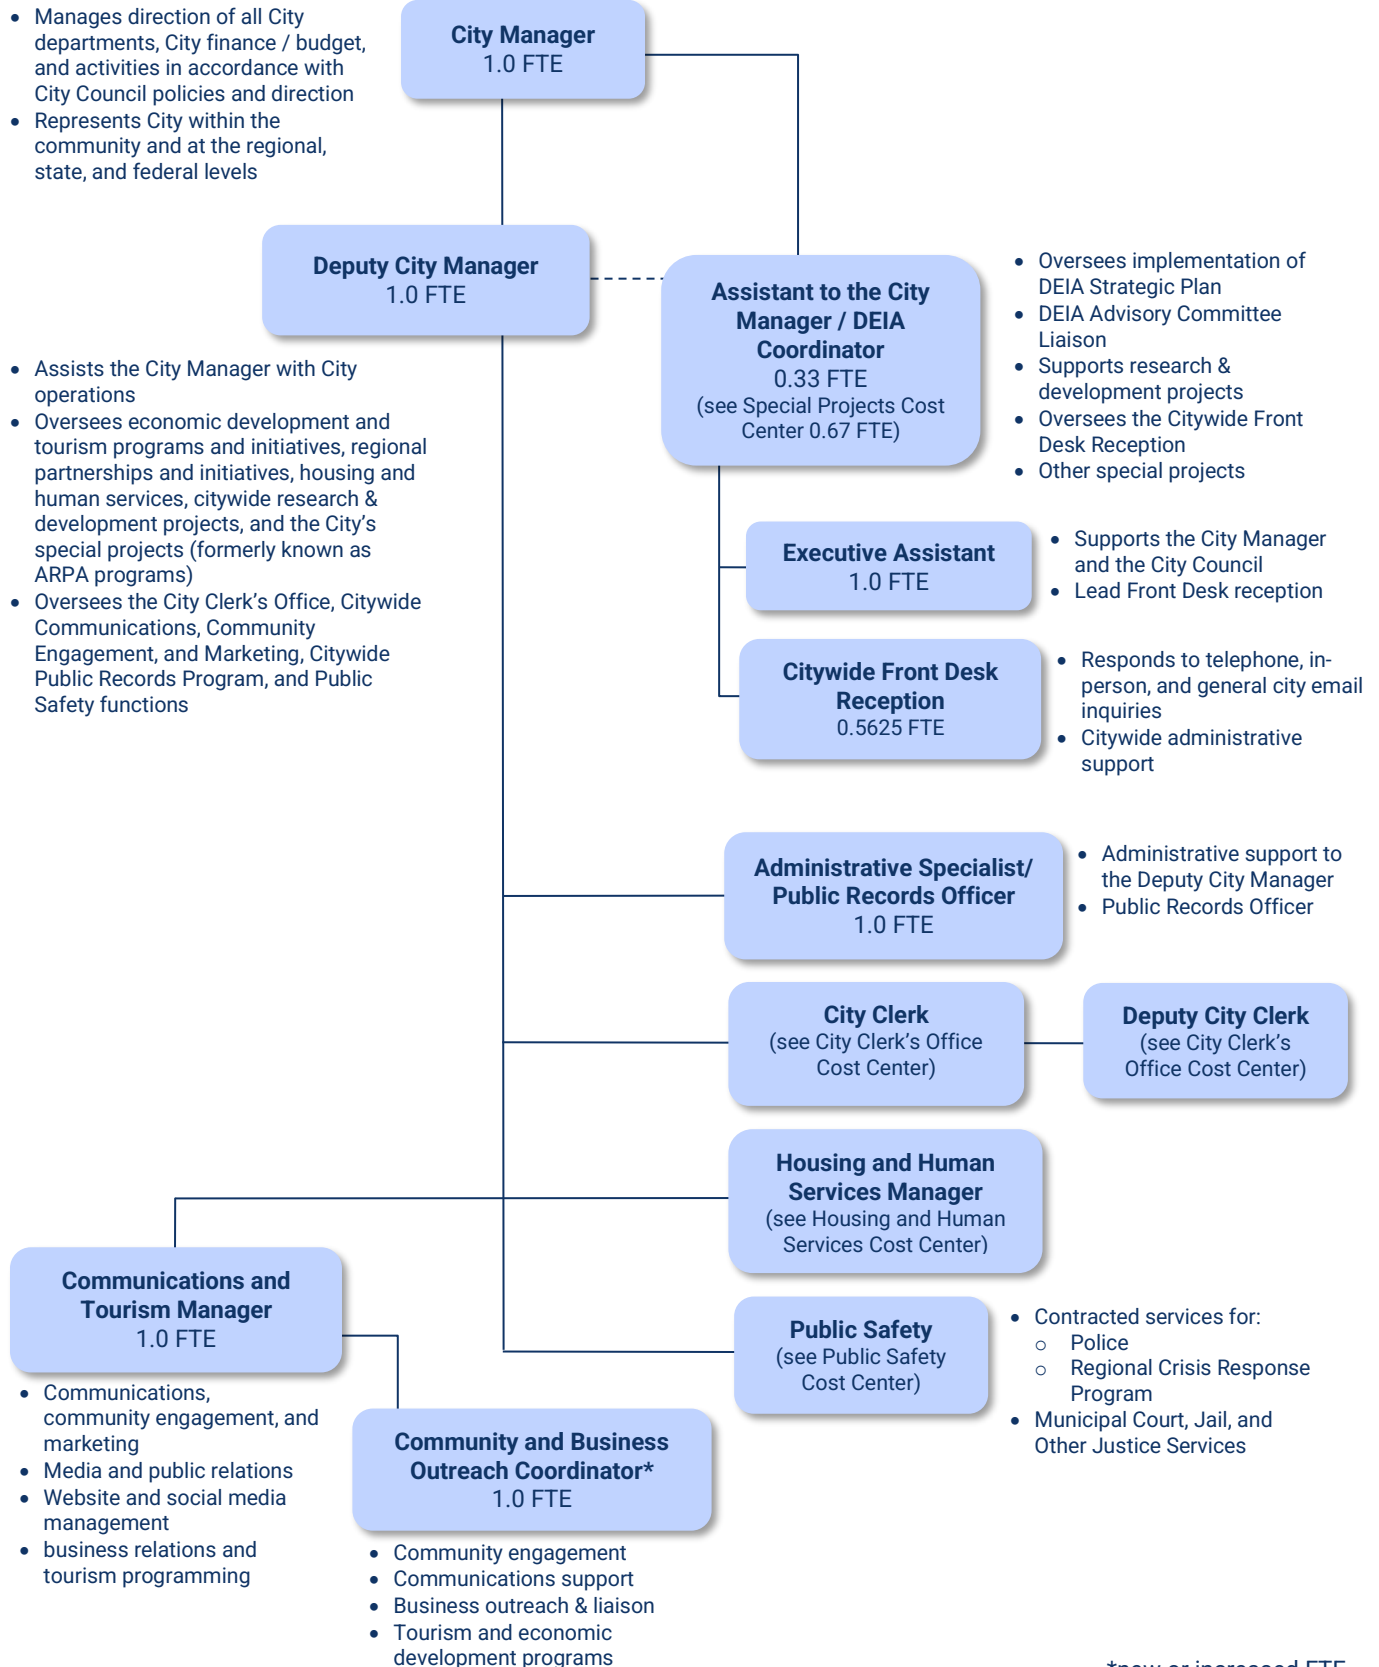 • Manages direction of all City
departments, City finance / budget,
and activities in accordance with
City Council policies and direction
• Represents City within the
community and at the regional,
state, and federal levels
City Manager
1.0 FTE
Deputy City Manager
1.0 FTE
Assistant to the City
Manager / DEIA
Coordinator
0.33 FTE
(see Special Projects Cost
Center 0.67 FTE)
• Oversees implementation of
DEIA Strategic Plan
• DEIA Advisory Committee
Liaison
• Supports research &
development projects
• Oversees the Citywide Front
Desk Reception
• Other special projects
• Assists the City Manager with City
operations
• Oversees economic development and
tourism programs and initiatives, regional
partnerships and initiatives, housing and
human services, citywide research &
development projects, and the City's
special projects (formerly known as
ARPA programs)
• Oversees the City Clerk's Office, Citywide
Communications, Community
Engagement, and Marketing, Citywide
Public Records Program, and Public
Safety functions
Executive Assistant
1.0 FTE
• Supports the City Manager
and the City Council
• Lead Front Desk reception
Citywide Front Desk
Reception
0.5625 FTE
• Responds to telephone, in-
person, and general city email
inquiries
• Citywide administrative
support
Administrative Specialist/
Public Records Officer
1.0 FTE
• Administrative support to
the Deputy City Manager
• Public Records Officer
City Clerk
(see City Clerk's Office
Cost Center)
Deputy City Clerk
(see City Clerk's
Office Cost Center)
Housing and Human
Services Manager
(see Housing and Human
Services Cost Center)
Communications and
Tourism Manager
1.0 FTE
• Communications,
community engagement, and
marketing
• Media and public relations
• Website and social media
management
• business relations and
tourism programming
Public Safety
(see Public Safety
Cost Center)
• Contracted services for:
o Police
o Regional Crisis Response
Program
• Municipal Court, Jail, and
Other Justice Services
Community and Business
Outreach Coordinator*
1.0 FTE
• Community engagement
• Communications support
• Business outreach & liaison
• Tourism and economic
development programs
*new or increased FTE